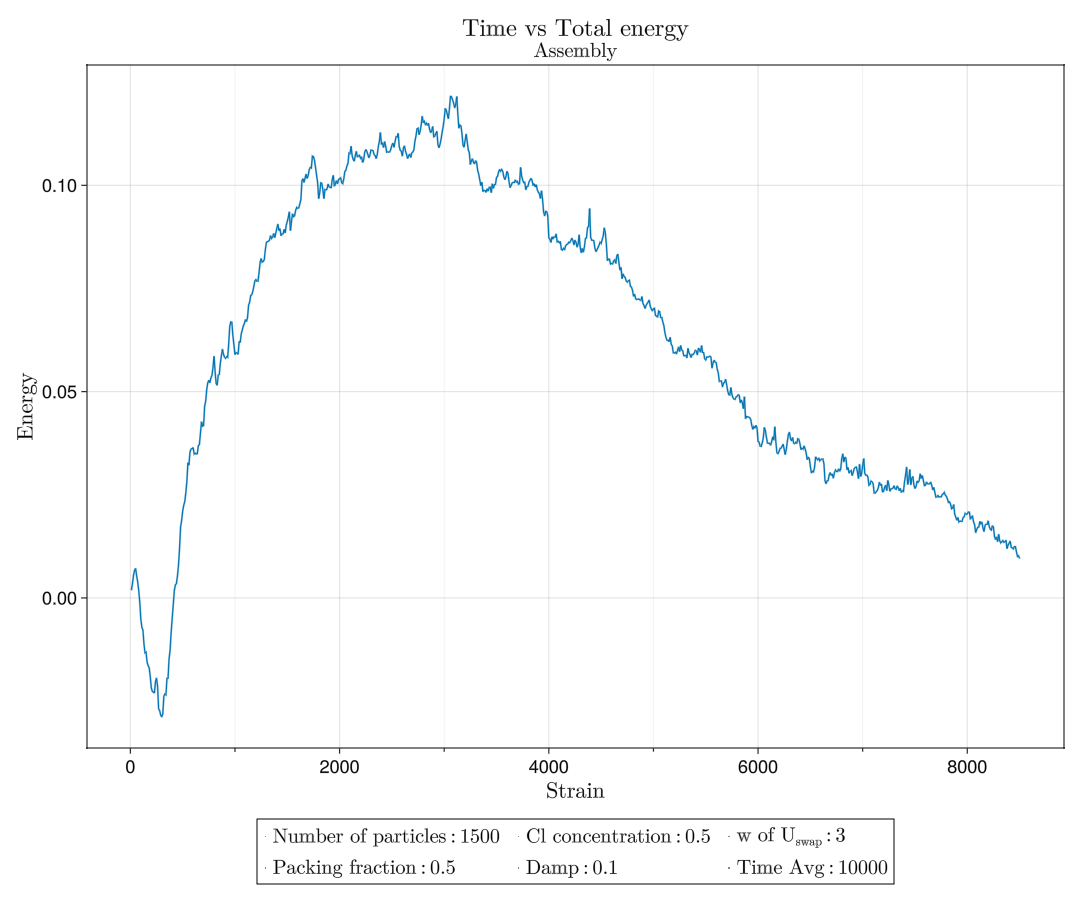 Time vs Total energy
Assembly
Energy
0.10
0.05
0.00
0 2000 4000 6000 8000
Strain
Number of particles : 1500 Cl concentration : 0.5 w of U_swap : 3
Packing fraction : 0.5 Damp : 0.1 Time Avg : 10000